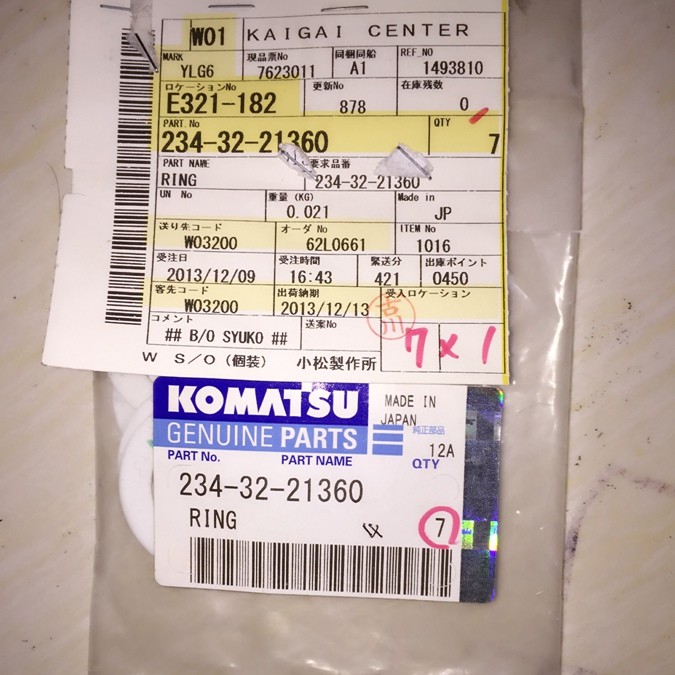 W01 KAIGAI CENTER
MARK 現品票No 同梱同船 REF_NO
YLG6 7623011 A1 1493810
ロケーションNo 更新No 在庫残数
E321-182 878 0
PART.No QTY
234-32-21360 7
PART NAME 要求品番
RING 234-32-21360
UN No 重量 (KG) Made in
0.021 JP
送り先コード オーダNo ITEM No
W03200 62L0661 1016
受注日 受注時間 緊送分 出庫ポイント
2013/12/09 16:43 421 0450
客先コード 出荷納期 受入ロケーション
W03200 2013/12/13
古川
コメント 送案No
## B/O SYUKO ##
7×1
W S/O (個装) 小松製作所
KOMATSU
GENUINE PARTS
MADE IN
JAPAN
純正部品
12A
PART No. PART NAME QTY
234-32-21360
RING
7